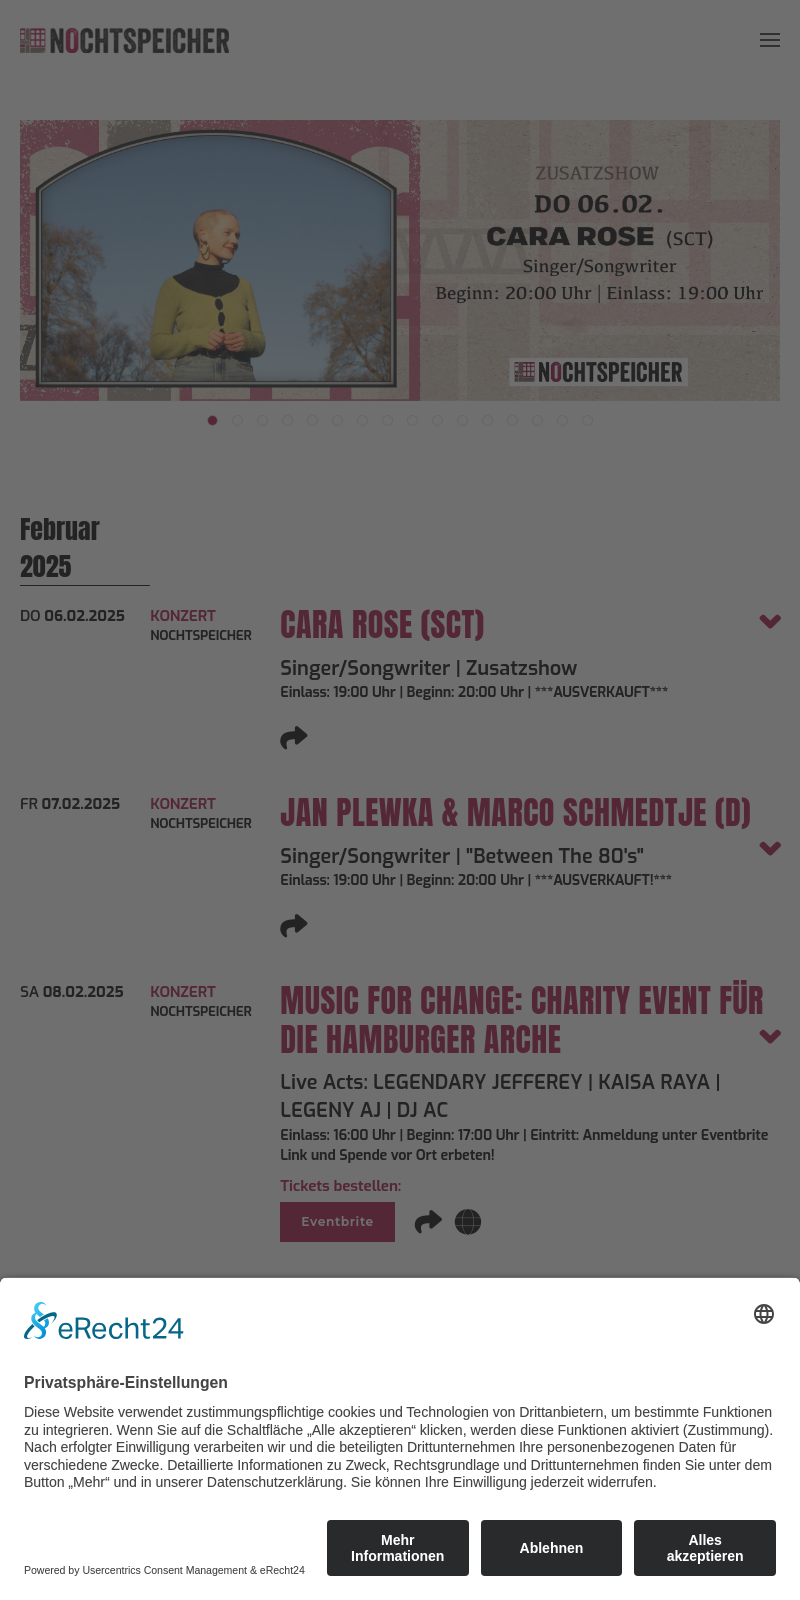 NOCHTSPEICHER
ZUSATZSHOW
DO 06.02.
CARA ROSE (SCT)
Singer/Songwriter
Beginn: 20:00 Uhr | Einlass: 19:00 Uhr
NOCHTSPEICHER
Februar
2025
DO 06.02.2025
KONZERT
NOCHTSPEICHER
CARA ROSE (SCT)
Singer/Songwriter | Zusatzshow
Einlass: 19:00 Uhr | Beginn: 20:00 Uhr | ***AUSVERKAUFT***
FR 07.02.2025
KONZERT
NOCHTSPEICHER
JAN PLEWKA & MARCO SCHMEDTJE (D)
Singer/Songwriter | "Between The 80's"
Einlass: 19:00 Uhr | Beginn: 20:00 Uhr | ***AUSVERKAUFT!***
SA 08.02.2025
KONZERT
NOCHTSPEICHER
MUSIC FOR CHANGE: CHARITY EVENT FÜR
DIE HAMBURGER ARCHE
Live Acts: LEGENDARY JEFFEREY | KAISA RAYA |
LEGENY AJ | DJ AC
Einlass: 16:00 Uhr | Beginn: 17:00 Uhr | Eintritt: Anmeldung unter Eventbrite
Link und Spende vor Ort erbeten!
Tickets bestellen:
Eventbrite
eRecht24
Privatsphäre-Einstellungen
Diese Website verwendet zustimmungspflichtige cookies und Technologien von Drittanbietern, um bestimmte Funktionen
zu integrieren. Wenn Sie auf die Schaltfläche „Alle akzeptieren“ klicken, werden diese Funktionen aktiviert (Zustimmung).
Nach erfolgter Einwilligung verarbeiten wir und die beteiligten Drittunternehmen Ihre personenbezogenen Daten für
verschiedene Zwecke. Detaillierte Informationen zu Zweck, Rechtsgrundlage und Drittunternehmen finden Sie unter dem
Button „Mehr“ und in unserer Datenschutzerklärung. Sie können Ihre Einwilligung jederzeit widerrufen.
Mehr
Informationen
Ablehnen
Alles
akzeptieren
Powered by Usercentrics Consent Management & eRecht24